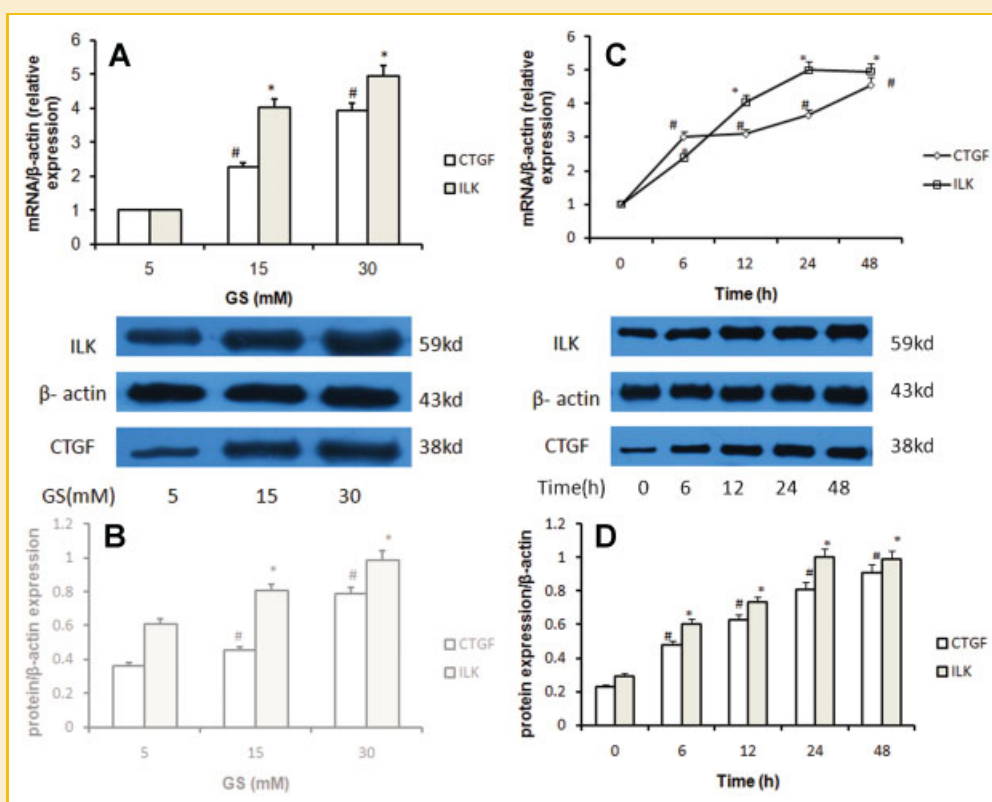 A
mRNA/β-actin (relative
expression)
6
5
4
3
2
1
0
#
*
#
*
CTGF
ILK
5 15 30
GS (mM)
ILK 59kd
β- actin 43kd
CTGF 38kd
GS(mM) 5 15 30
B
protein/β-actin expression
1.2
1
0.8
0.6
0.4
0.2
0
#
*
#
*
CTGF
ILK
5 15 30
GS (mM)
C
mRNA/β-actin (relative
expression)
6
5
4
3
2
1
0
#
*
*
#
*
#
*
#
CTGF
ILK
0 6 12 24 48
Time (h)
ILK 59kd
β- actin 43kd
CTGF 38kd
Time(h) 0 6 12 24 48
D
protein expression/β-actin
1.2
1
0.8
0.6
0.4
0.2
0
#
*
#
*
#
*
#
*
CTGF
ILK
0 6 12 24 48
Time (h)